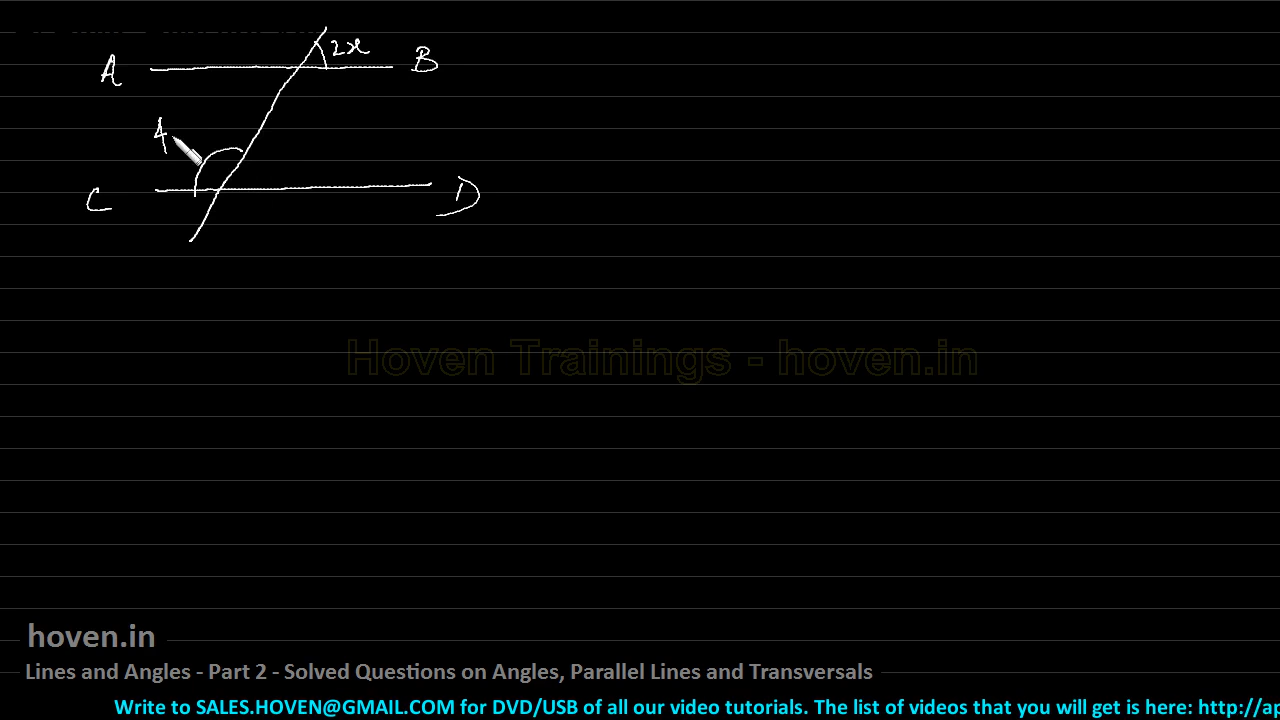 2x
A B
4
C D
Hoven Trainings - hoven.in
hoven.in
Lines and Angles - Part 2 - Solved Questions on Angles, Parallel Lines and Transversals
Write to SALES.HOVEN@GMAIL.COM for DVD/USB of all our video tutorials. The list of videos that you will get is here: http://ap